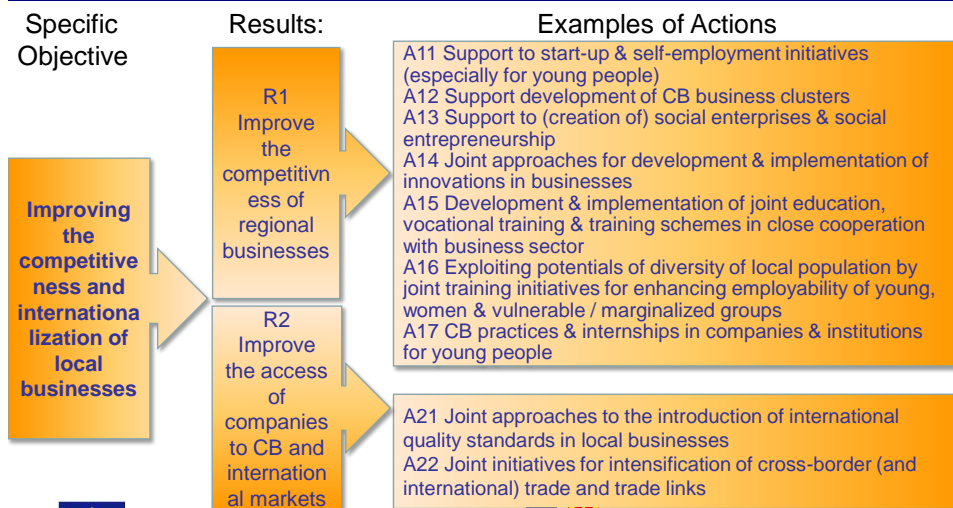 Specific
Objective
Results:
Examples of Actions
Improving
the
competitive
ness and
internationa
lization of
local
businesses
R1
Improve
the
competitivn
ess of
regional
businesses
A11 Support to start-up & self-employment initiatives
(especially for young people)
A12 Support development of CB business clusters
A13 Support to (creation of) social enterprises & social
entrepreneurship
A14 Joint approaches for development & implementation of
innovations in businesses
A15 Development & implementation of joint education,
vocational training & training schemes in close cooperation
with business sector
A16 Exploiting potentials of diversity of local population by
joint training initiatives for enhancing employability of young,
women & vulnerable / marginalized groups
A17 CB practices & internships in companies & institutions
for young people
R2
Improve
the access
of
companies
to CB and
internation
al markets
A21 Joint approaches to the introduction of international
quality standards in local businesses
A22 Joint initiatives for intensification of cross-border (and
international) trade and trade links